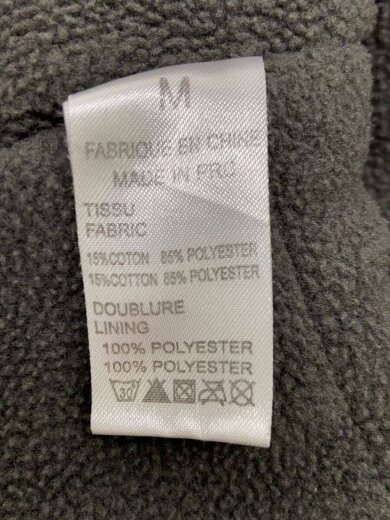 M
FABRIQUE EN CHINE
MADE IN PRC
TISSU
FABRIC
15%COTON 85% POLYESTER
15%COTTON 85% POLYESTER
DOUBLURE
LINING
100% POLYESTER
100% POLYESTER
30